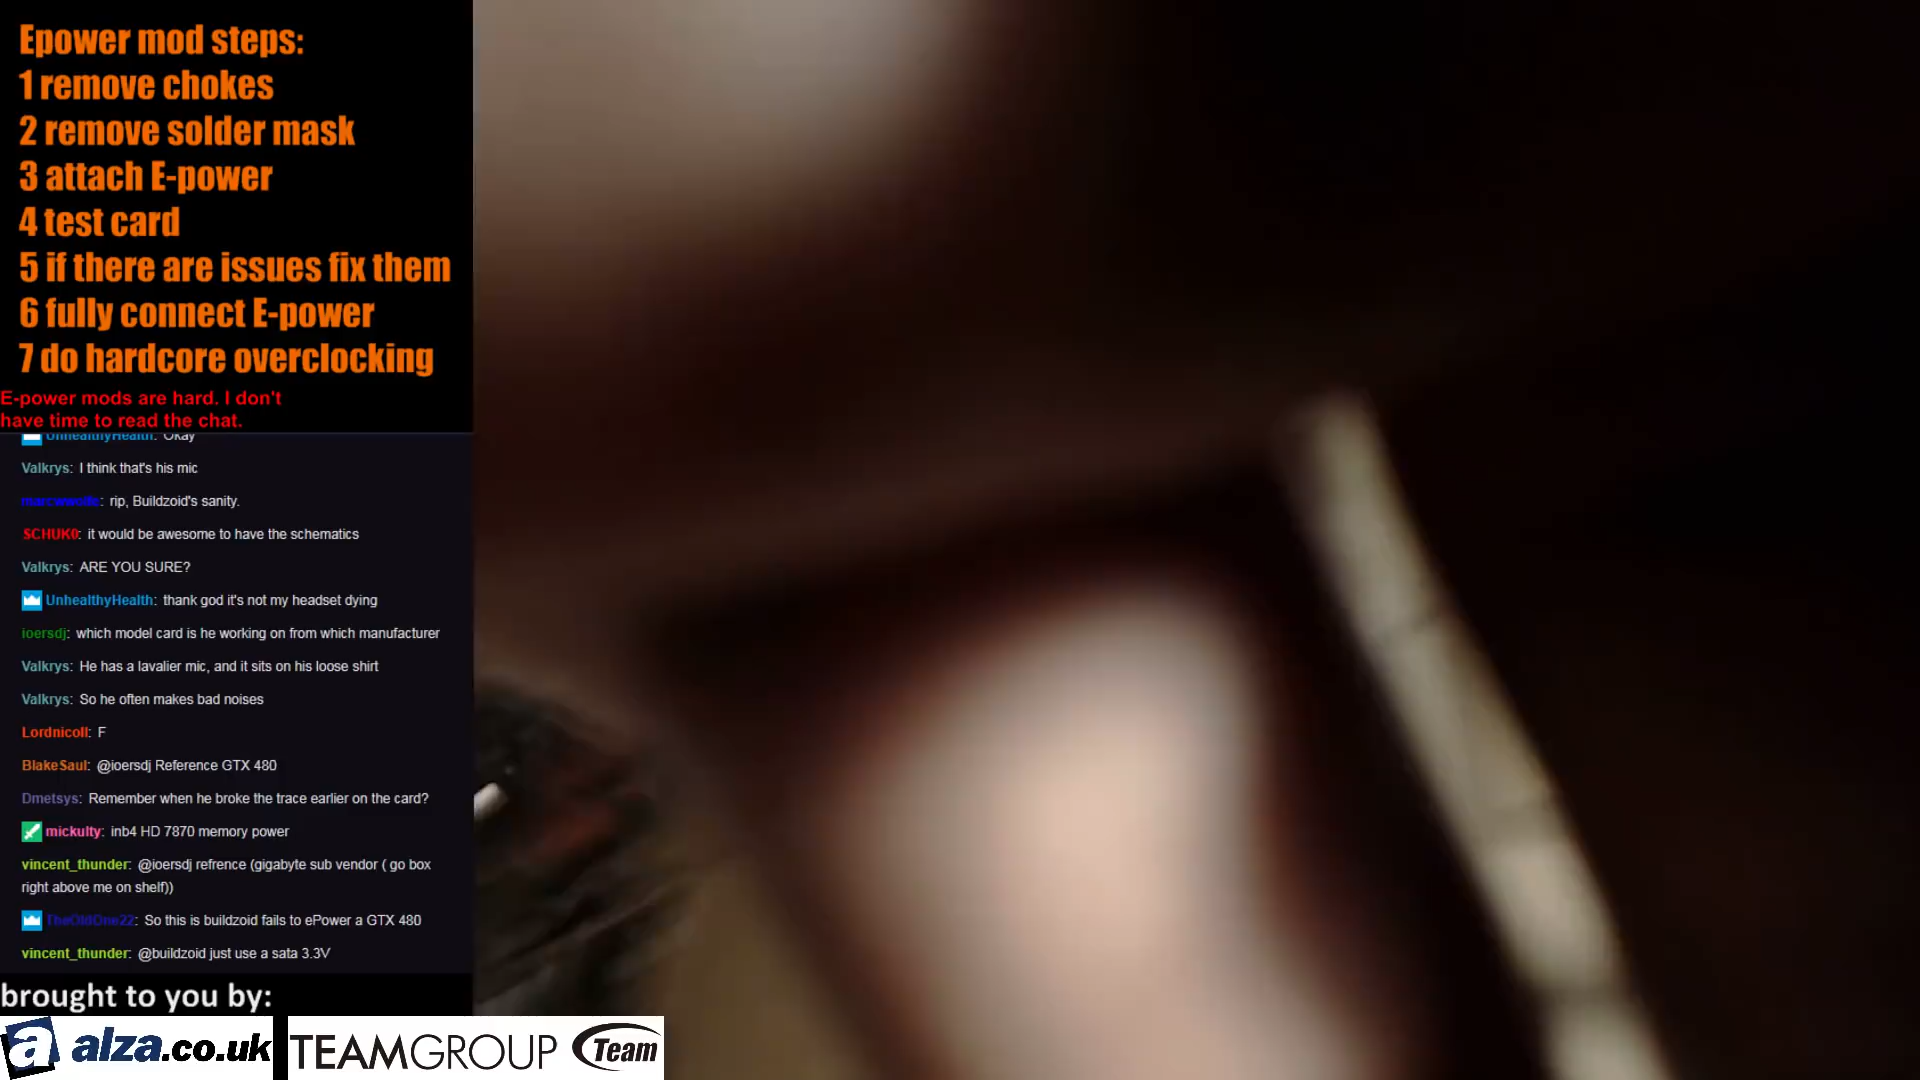 Epower mod steps:
1 remove chokes
2 remove solder mask
3 attach E-power
4 test card
5 if there are issues fix them
6 fully connect E-power
7 do hardcore overclocking
E-power mods are hard. I don't
have time to read the chat.
UnhealthyHealth: Okay
Valkrys: I think that's his mic
marcwwolfe: rip, Buildzoid's sanity.
SCHUK0: it would be awesome to have the schematics
Valkrys: ARE YOU SURE?
UnhealthyHealth: thank god it's not my headset dying
ioersdj: which model card is he working on from which manufacturer
Valkrys: He has a lavalier mic, and it sits on his loose shirt
Valkrys: So he often makes bad noises
Lordnicoll: F
BlakeSaul: @ioersdj Reference GTX 480
Dmetsys: Remember when he broke the trace earlier on the card?
mickulty: inb4 HD 7870 memory power
vincent_thunder: @ioersdj refrence (gigabyte sub vendor ( go box
right above me on shelf))
TheOldOne22: So this is buildzoid fails to ePower a GTX 480
vincent_thunder: @buildzoid just use a sata 3.3V
brought to you by:
a alza.co.uk TEAMGROUP Team